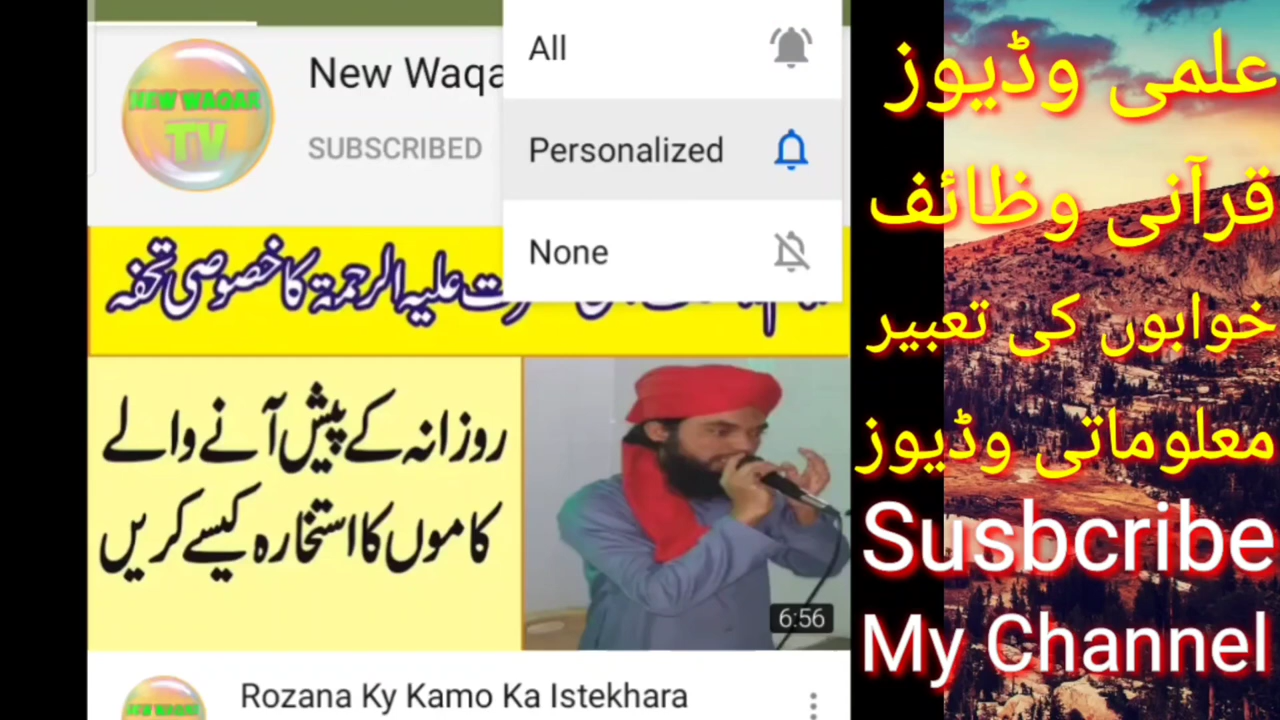 All
New Waqa
Personalized
SUBSCRIBED
None
NEW WAQAR
TV
علیہ الرحمۃ کا خصوصی تحفہ
روزانہ کے پیش آنے والے
کاموں کا استخارہ کیسے کریں
6:56
Rozana Ky Kamo Ka Istekhara
NEW WAQAR
علمی وڈیوز
قرآنی وظائف
خوابوں کی تعبیر
معلوماتی وڈیوز
Susbcribe
My Channel